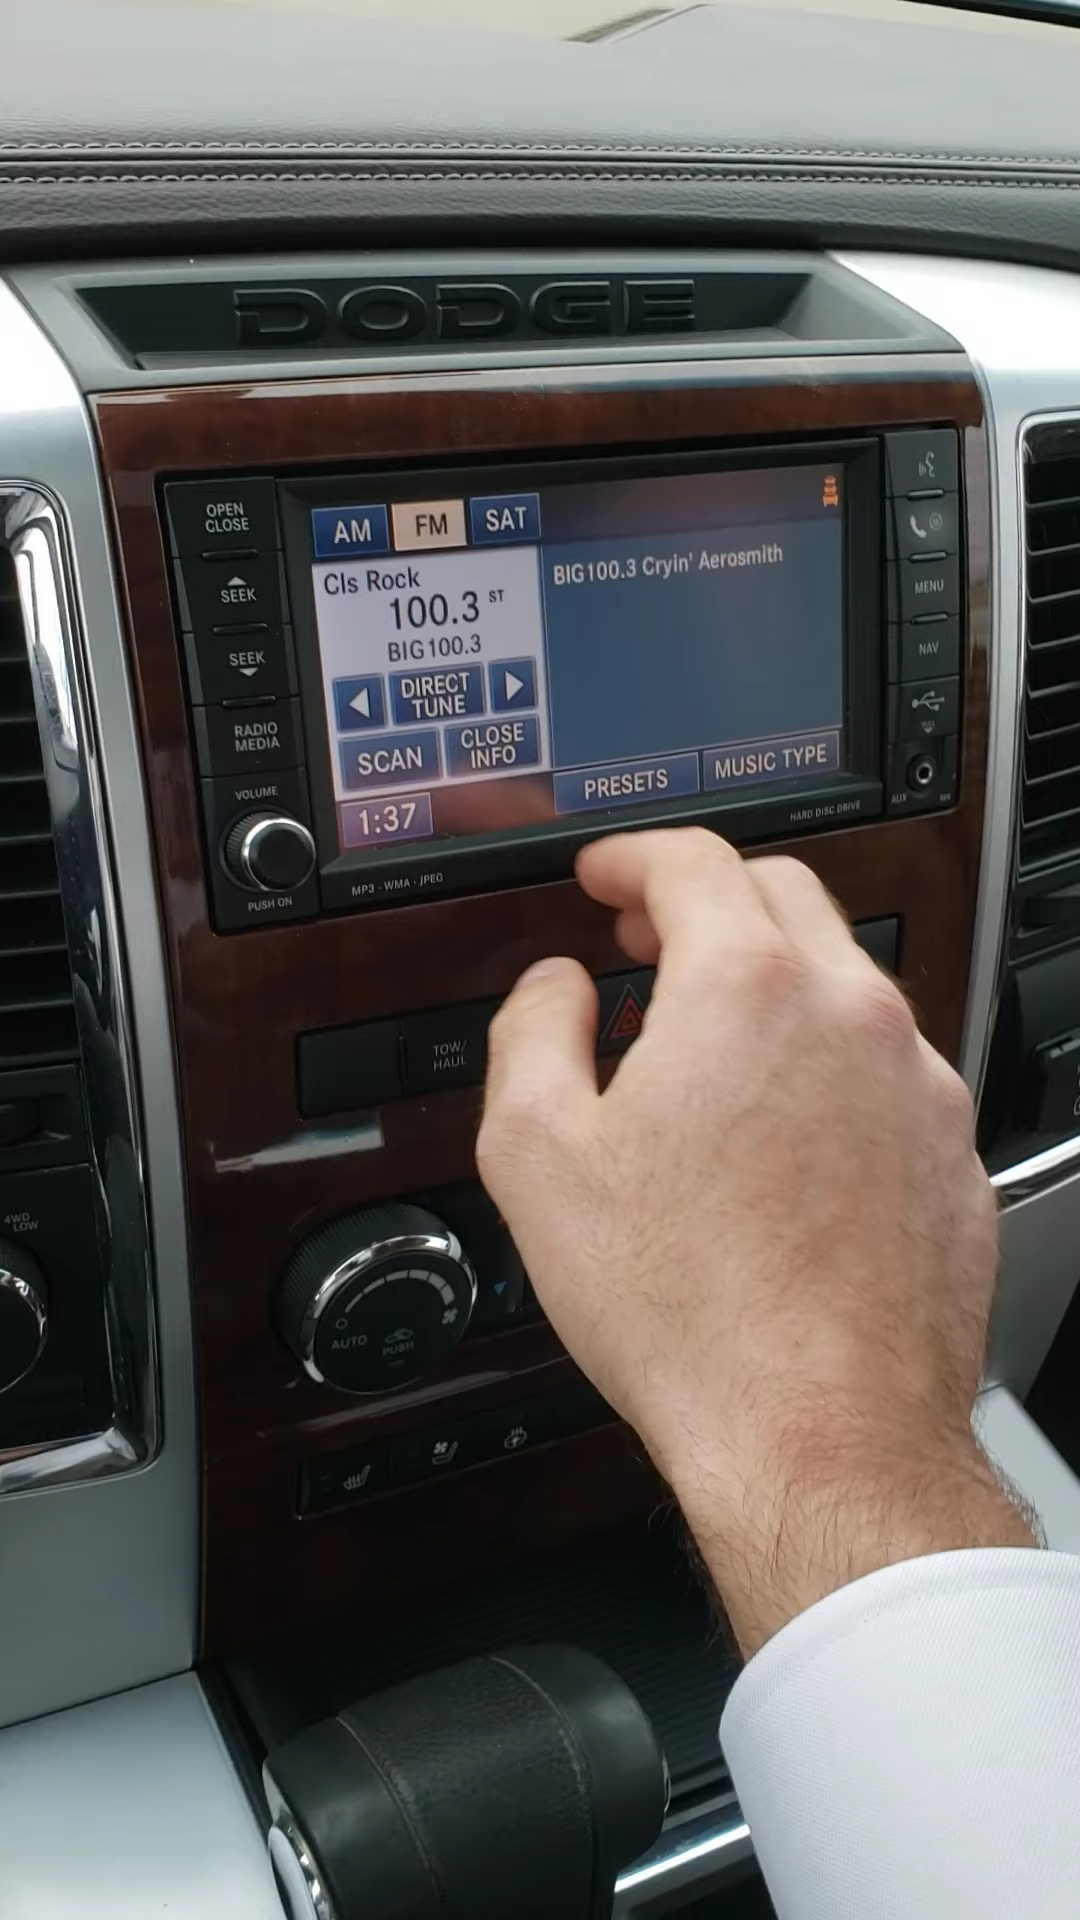 DODGE
OPEN
CLOSE
SEEK
SEEK
RADIO
MEDIA
VOLUME
PUSH ON
AM
FM
SAT
Cls Rock
100.3 ST
BIG100.3
DIRECT
TUNE
SCAN
CLOSE
INFO
1:37
BIG100.3 Cryin' Aerosmith
PRESETS
MUSIC TYPE
MENU
NAV
PULL
AUX
HARD DISC DRIVE
MP3 - WMA - JPEG
TOW/
HAUL
4WD
LOW
AUTO
PUSH